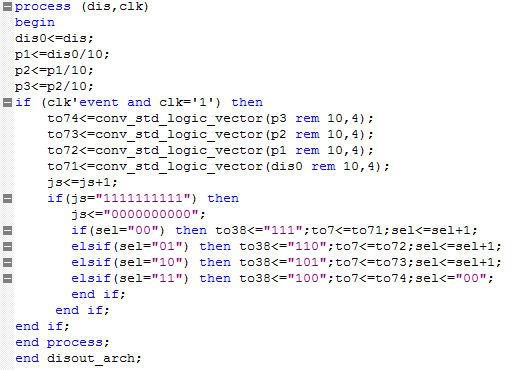 process (dis,clk)
begin
dis0<=dis;
p1<=dis0/10;
p2<=p1/10;
p3<=p2/10;
if (clk'event and clk='1') then
    to74<=conv_std_logic_vector(p3 rem 10,4);
    to73<=conv_std_logic_vector(p2 rem 10,4);
    to72<=conv_std_logic_vector(p1 rem 10,4);
    to71<=conv_std_logic_vector(dis0 rem 10,4);
    js<=js+1;
    if(js="1111111111") then
       js<="0000000000";
       if(sel="00") then to38<="111";to7<=to71;sel<=sel+1;
       elsif(sel="01") then to38<="110";to7<=to72;sel<=sel+1;
       elsif(sel="10") then to38<="101";to7<=to73;sel<=sel+1;
       elsif(sel="11") then to38<="100";to7<=to74;sel<="00";
       end if;
     end if;
end if;
end process;
end disout_arch;